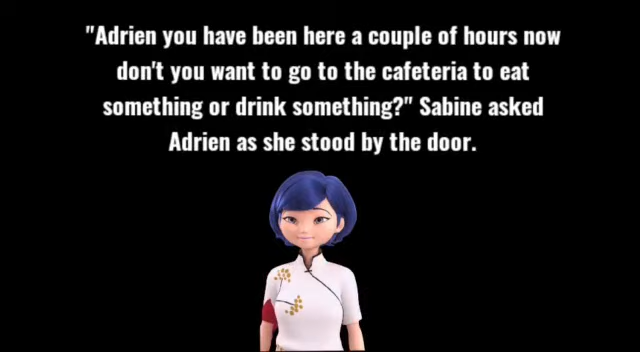 "Adrien you have been here a couple of hours now
don't you want to go to the cafeteria to eat
something or drink something?" Sabine asked
Adrien as she stood by the door.